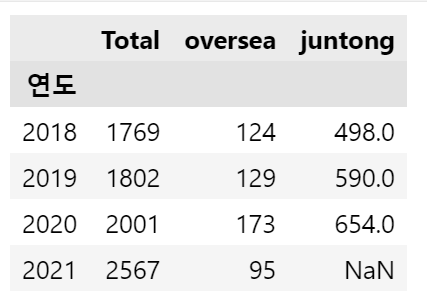 Total oversea juntong
연도
2018 1769 124 498.0
2019 1802 129 590.0
2020 2001 173 654.0
2021 2567 95 NaN